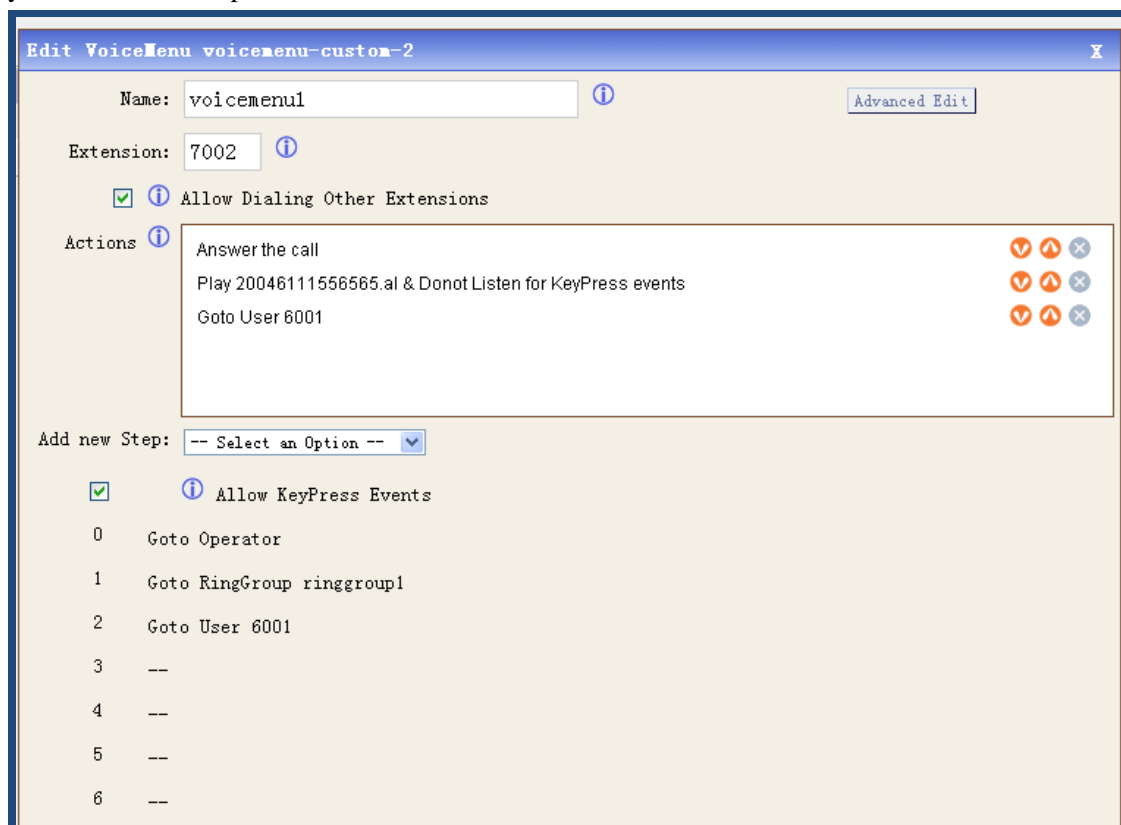 Edit VoiceMenu voicemenu-custom-2 X
Name: voicemenu1 Advanced Edit
Extension: 7002
Allow Dialing Other Extensions
Actions
Answer the call
Play 20046111556565.al & Donot Listen for KeyPress events
Goto User 6001
Add new Step: -- Select an Option --
Allow KeyPress Events
0 Goto Operator
1 Goto RingGroup ringgroup1
2 Goto User 6001
3 --
4 --
5 --
6 --